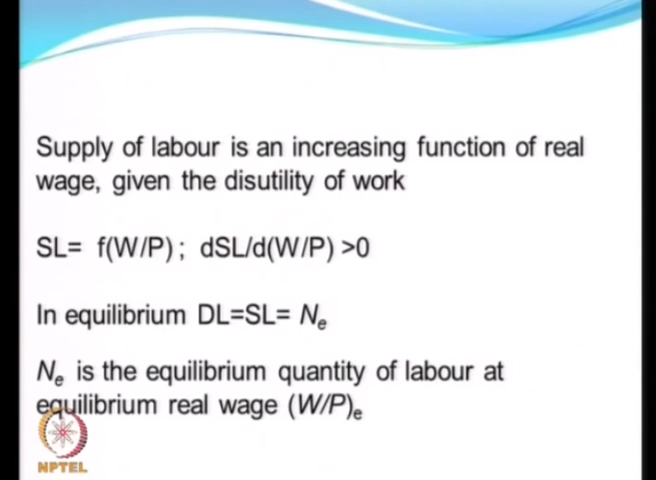 Supply of labour is an increasing function of real
wage, given the disutility of work
SL= f(W/P) ; dSL/d(W/P) >0
In equilibrium DL=SL= Nₑ
Nₑ is the equilibrium quantity of labour at
equilibrium real wage (W/P)ₑ
NPTEL